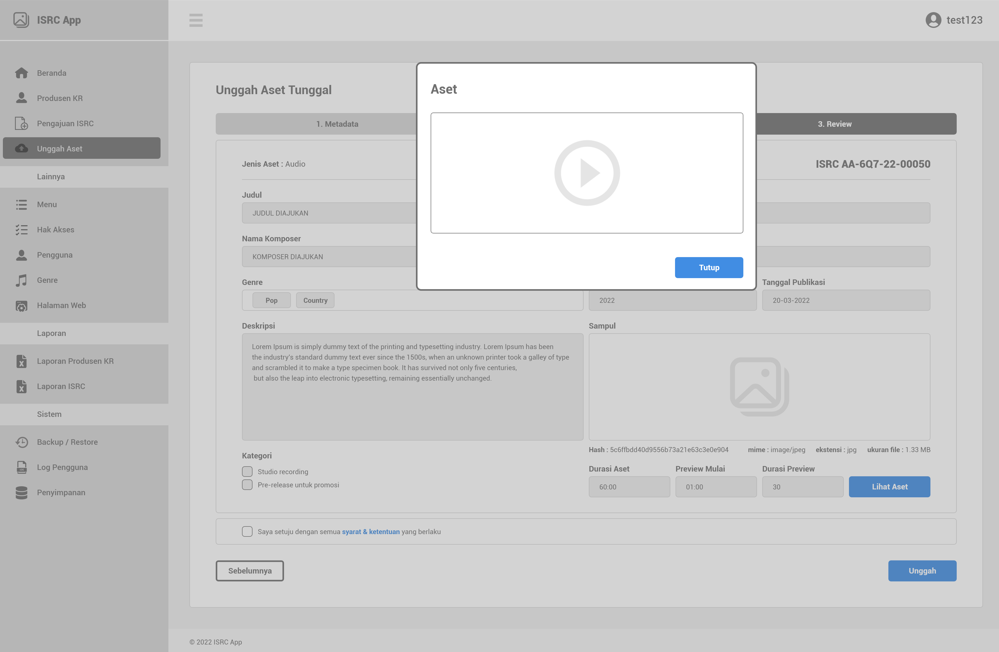 ISRC App
test123
Beranda
Produsen KR
Pengajuan ISRC
Unggah Aset
Lainnya
Menu
Hak Akses
Pengguna
Genre
Halaman Web
Laporan
Laporan Produsen KR
Laporan ISRC
Sistem
Backup / Restore
Log Pengguna
Penyimpanan
Unggah Aset Tunggal
1. Metadata
3. Review
Aset
Tutup
Jenis Aset : Audio
ISRC AA-6Q7-22-00050
Judul
JUDUL DIAJUKAN
Nama Komposer
KOMPOSER DIAJUKAN
Genre
Pop Country
2022
Tanggal Publikasi
20-03-2022
Deskripsi
Lorem Ipsum is simply dummy text of the printing and typesetting industry. Lorem Ipsum has been
the industry's standard dummy text ever since the 1500s, when an unknown printer took a galley of type
and scrambled it to make a type specimen book. It has survived not only five centuries,
but also the leap into electronic typesetting, remaining essentially unchanged.
Sampul
Hash : 5c6ffbdd40d9556b73a21e63c3e0e904 mime : image/jpeg ekstensi : jpg ukuran file : 1.33 MB
Kategori
Studio recording
Pre-release untuk promosi
Durasi Aset
60:00
Preview Mulai
01:00
Durasi Preview
30
Lihat Aset
Saya setuju dengan semua syarat & ketentuan yang berlaku
Sebelumnya
Unggah
© 2022 ISRC App